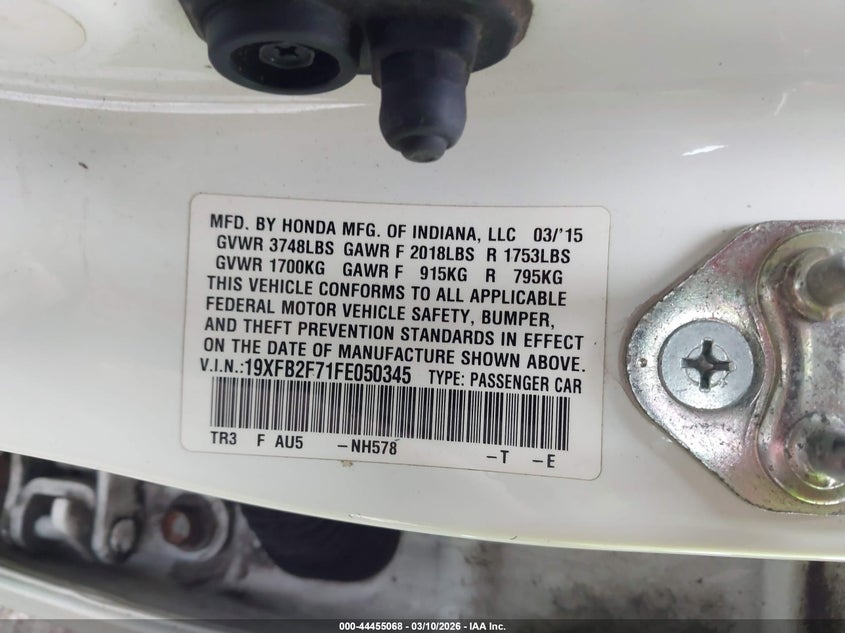 MFD. BY HONDA MFG. OF INDIANA, LLC 03/'15
GVWR 3748LBS GAWR F 2018LBS R 1753LBS
GVWR 1700KG GAWR F 915KG R 795KG
THIS VEHICLE CONFORMS TO ALL APPLICABLE
FEDERAL MOTOR VEHICLE SAFETY, BUMPER,
AND THEFT PREVENTION STANDARDS IN EFFECT
ON THE DATE OF MANUFACTURE SHOWN ABOVE.
V.I.N.:19XFB2F71FE050345 TYPE: PASSENGER CAR
TR3 F AU5 –NH578 –T –E
000-44455068 — 03/10/2026 — IAA Inc.